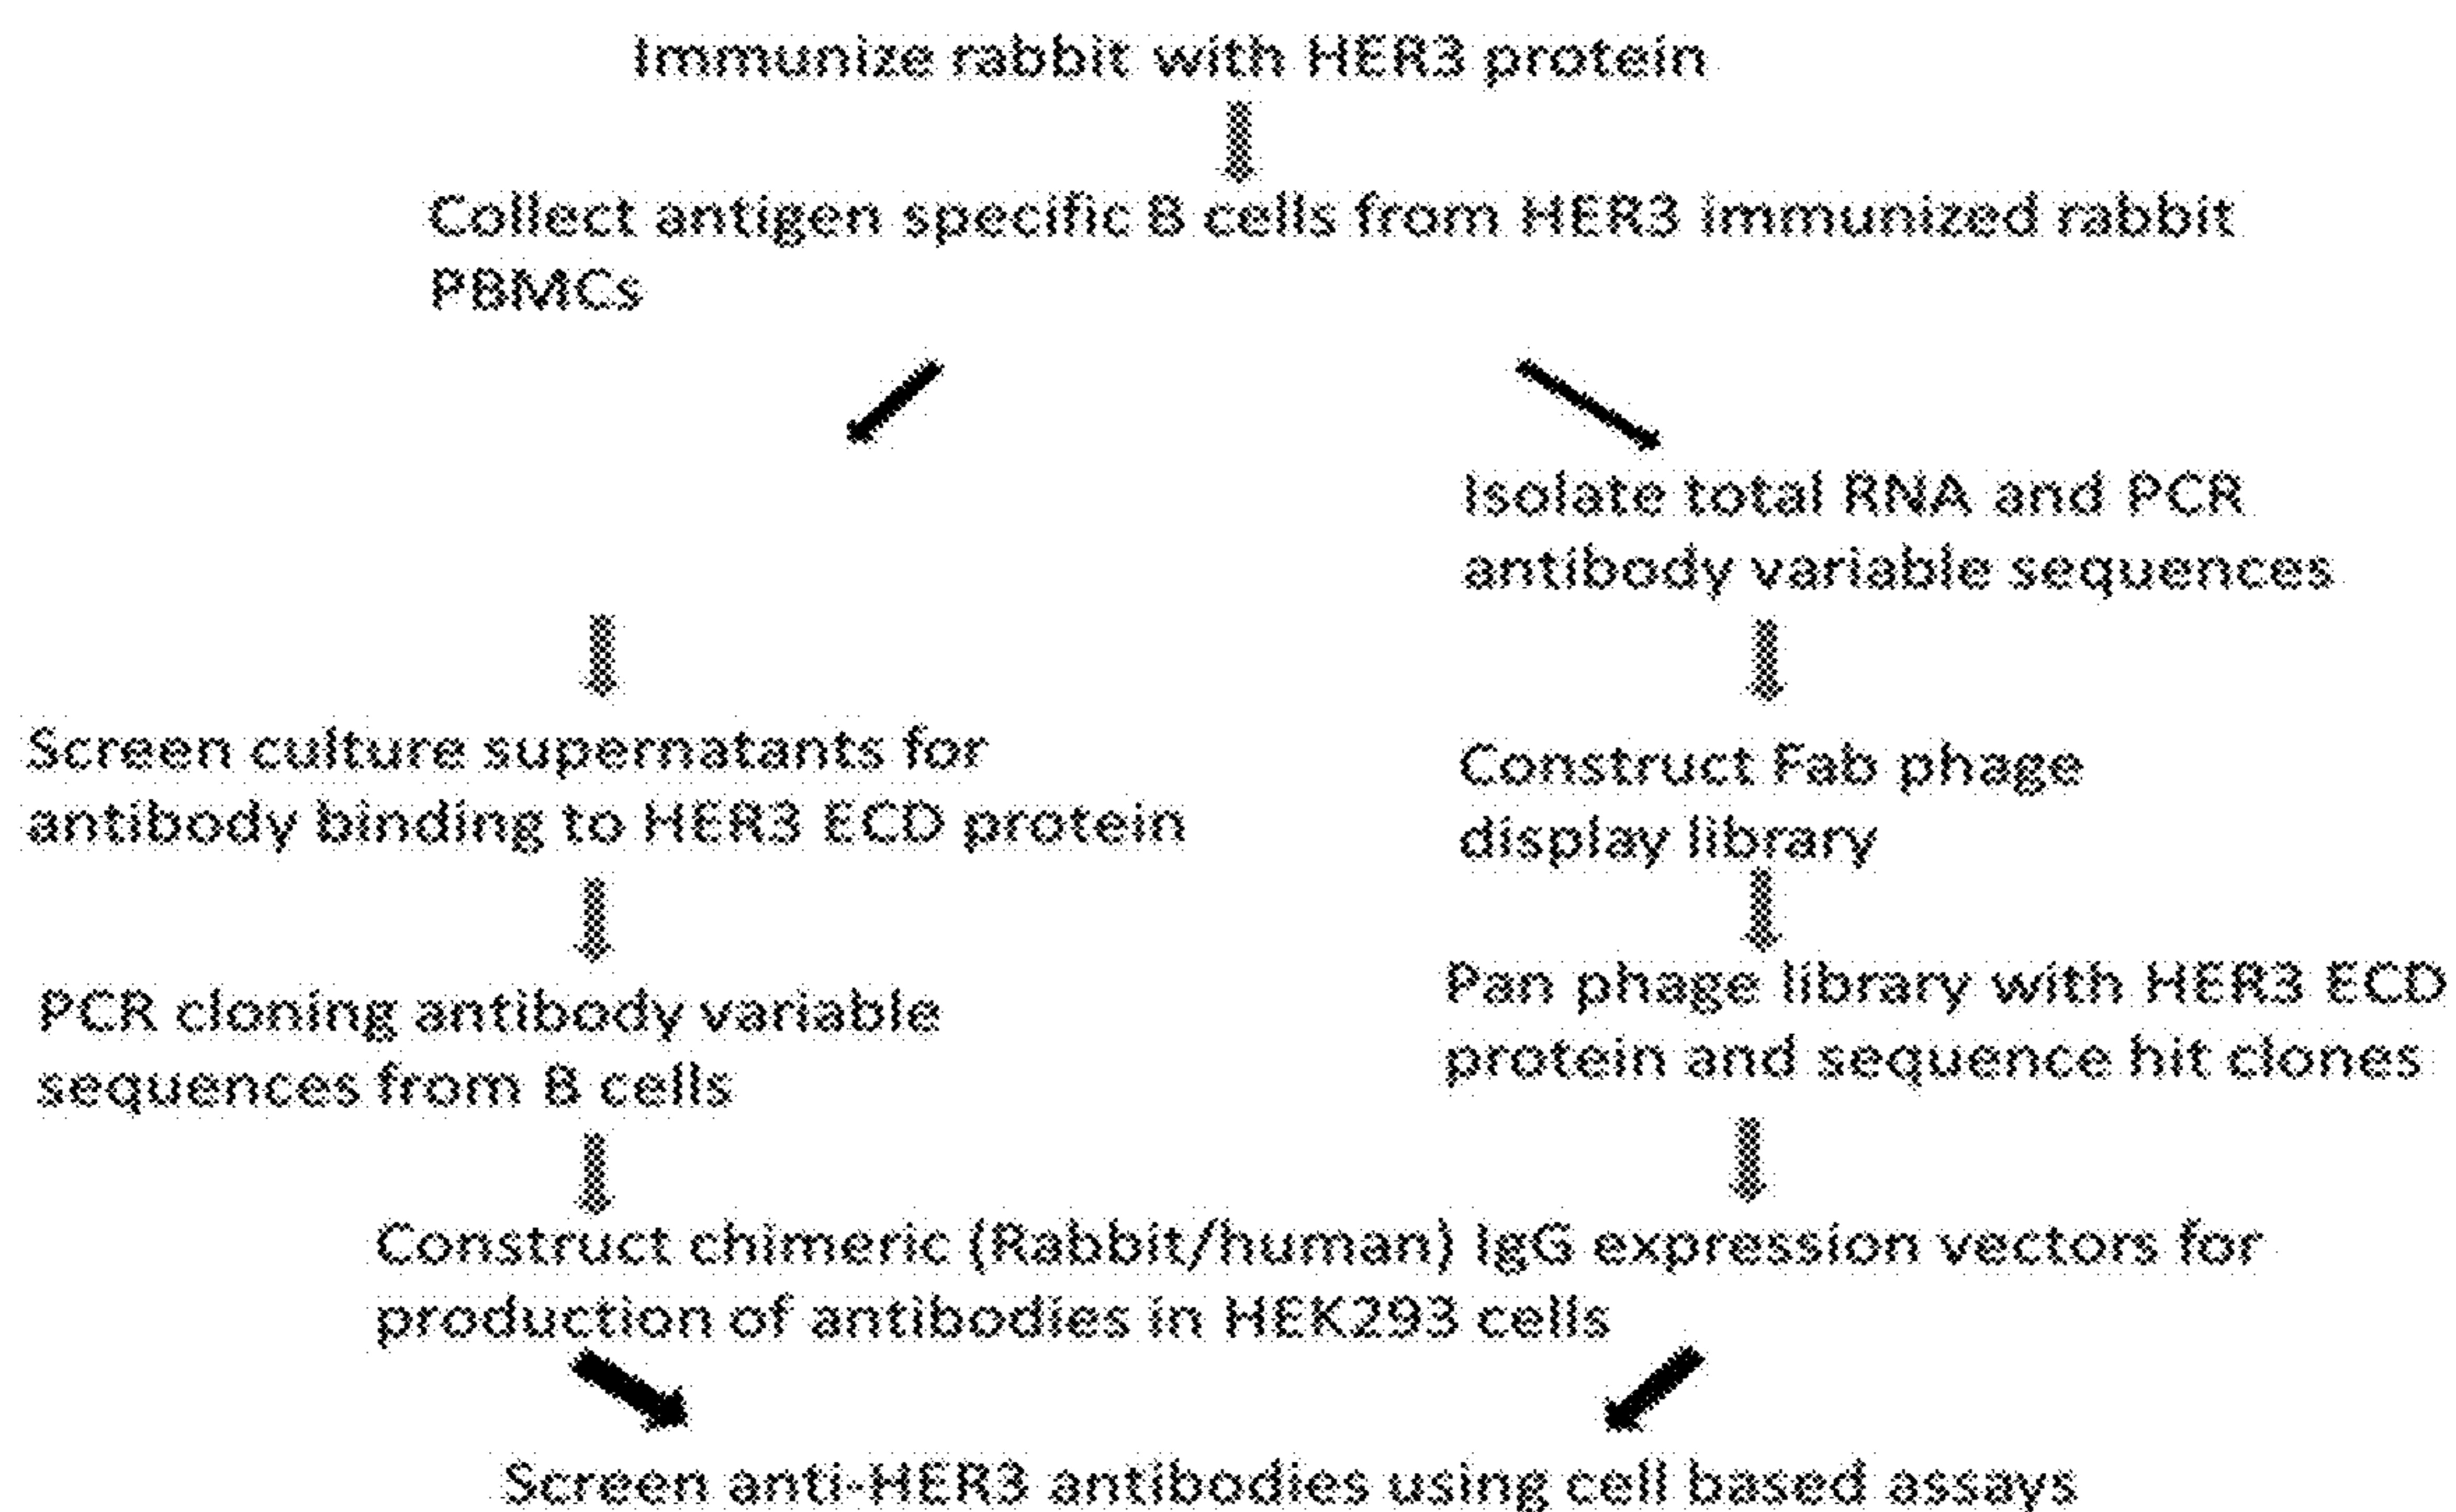 Immunize rabbit with HER3 protein
Collect antigen specific B cells from HER3 immunized rabbit
PBMCs
Isolate total RNA and PCR
antibody variable sequences
Screen culture supernatants for
antibody binding to HER3 ECD protein
Construct Fab phage
display library
PCR cloning antibody variable
sequences from B cells
Pan phage library with HER3 ECD
protein and sequence hit clones
Construct chimeric (Rabbit/human) IgG expression vectors for
production of antibodies in HEK293 cells
Screen anti-HER3 antibodies using cell based assays